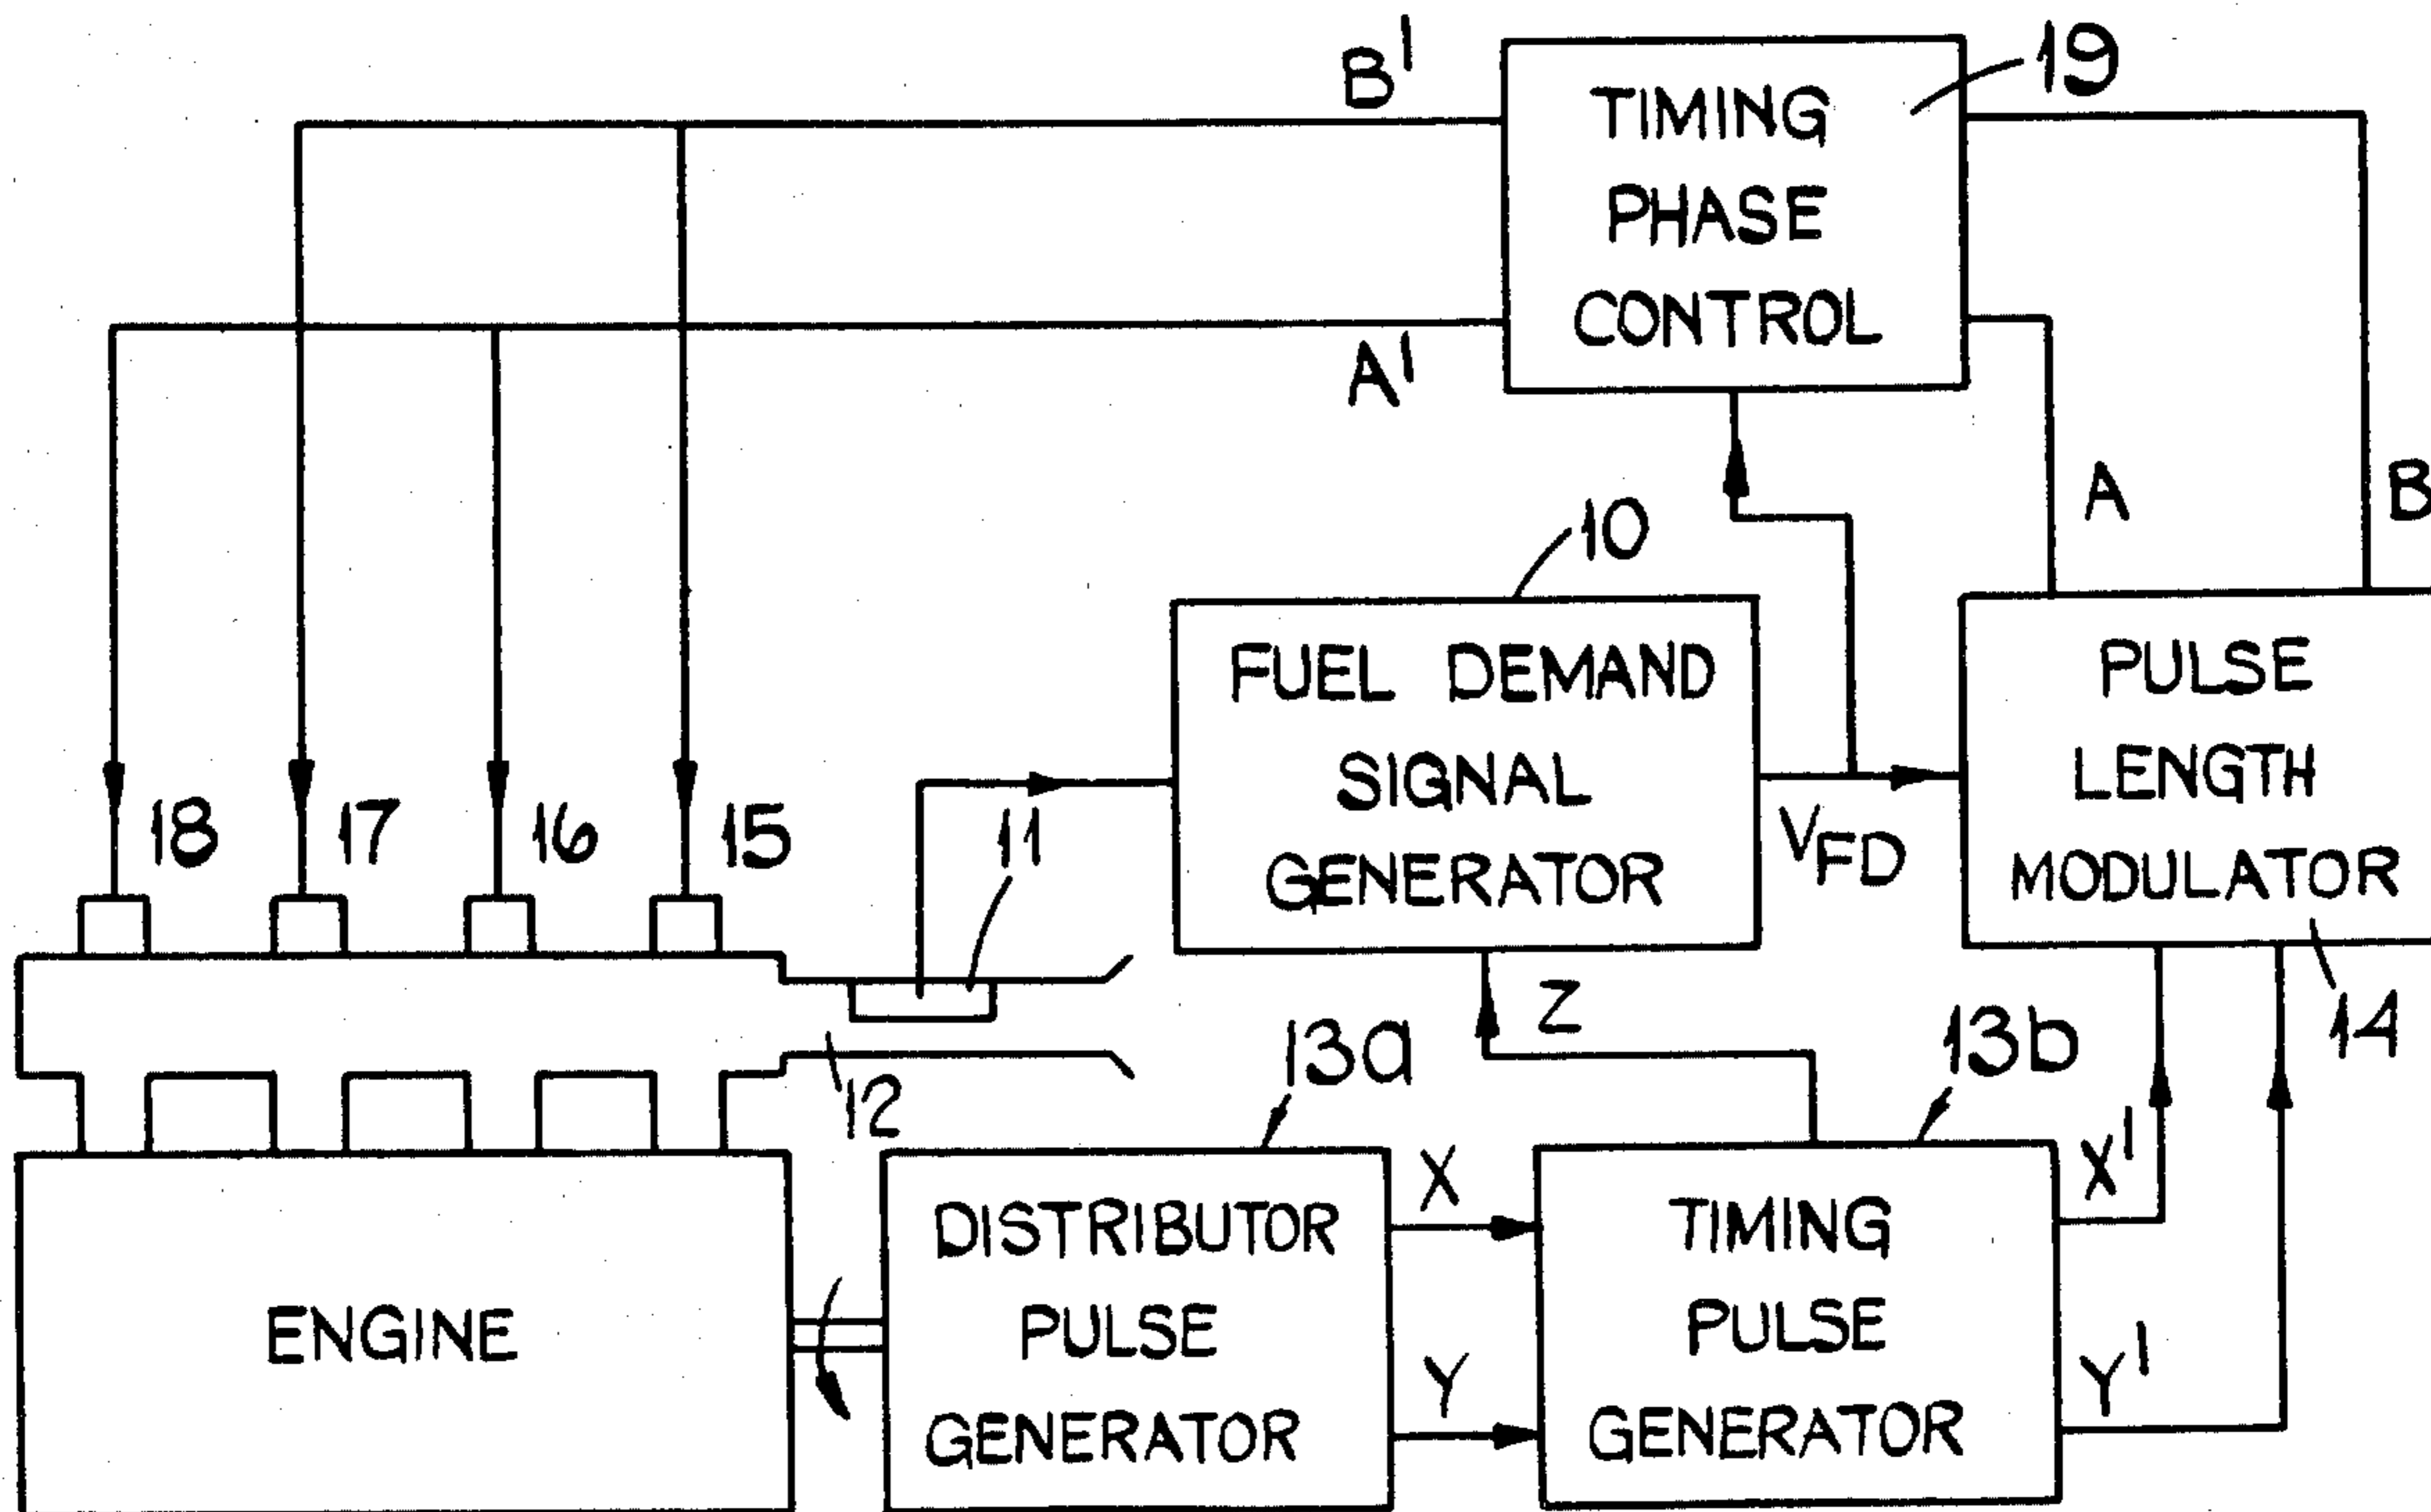 B'
TIMING
PHASE
CONTROL
19
A'
A
B
10
FUEL DEMAND
SIGNAL
GENERATOR
VFD
PULSE
LENGTH
MODULATOR
18
17
16
15
11
12
Z
14
13a
13b
ENGINE
DISTRIBUTOR
PULSE
GENERATOR
X
Y
TIMING
PULSE
GENERATOR
X'
Y'